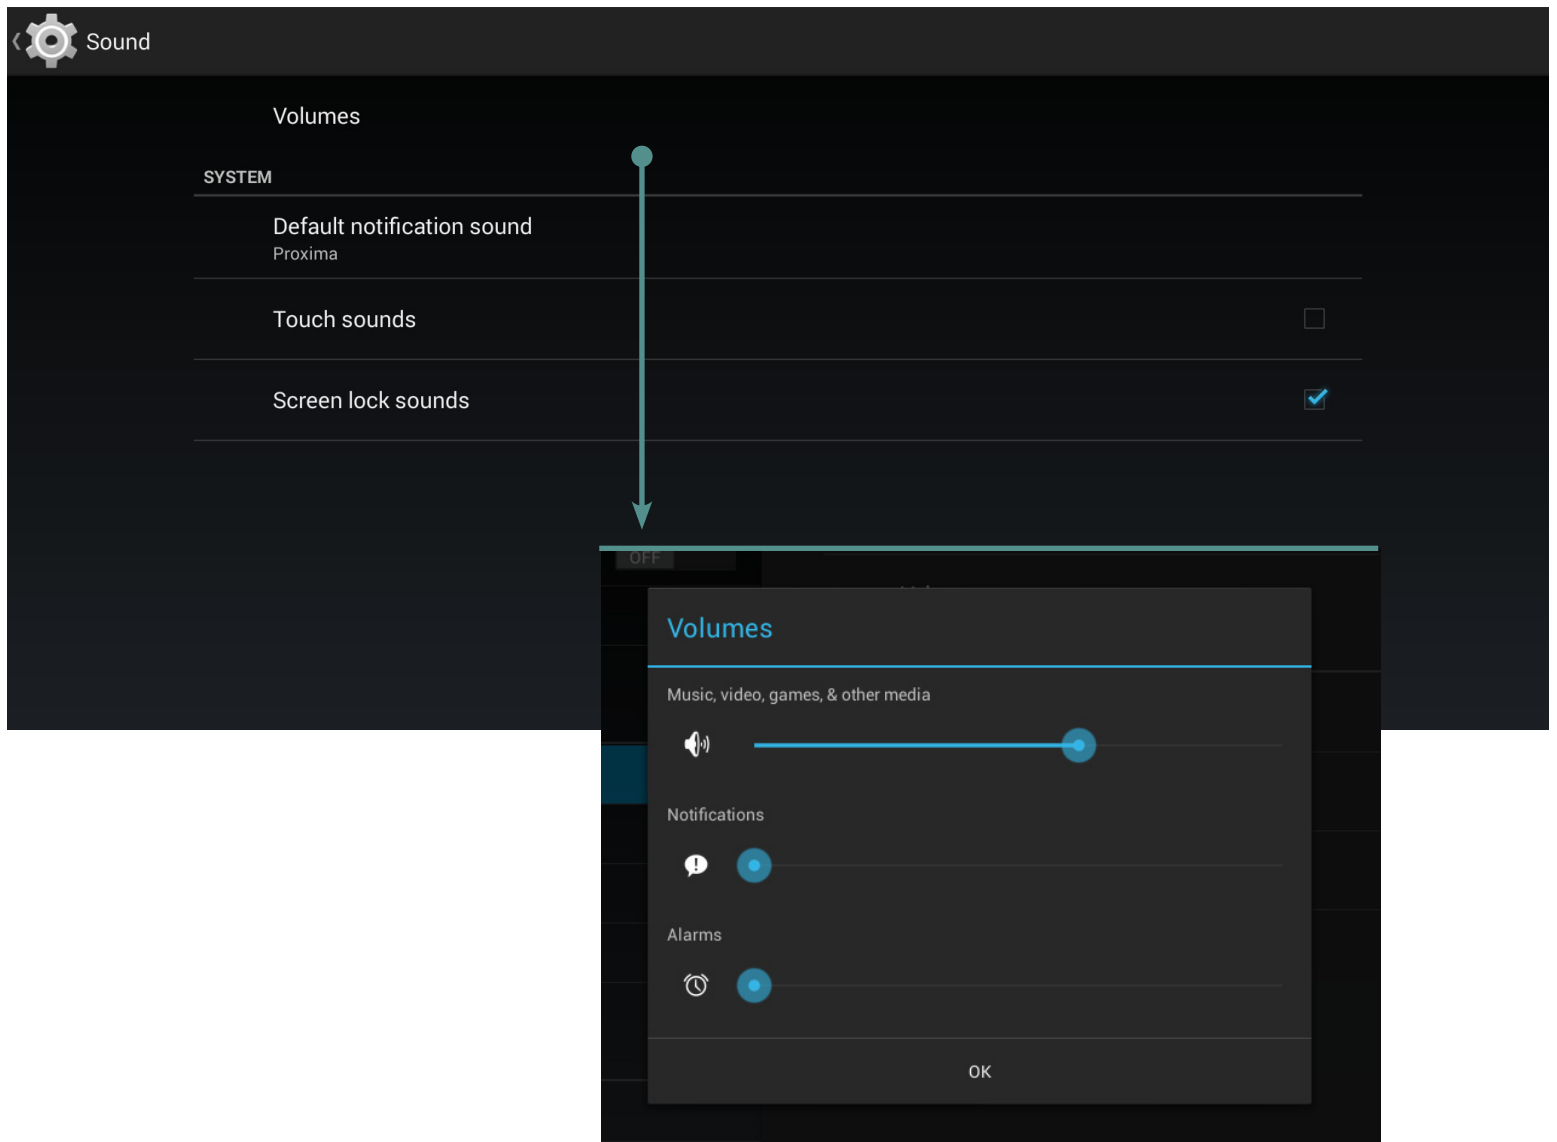 Sound
Volumes
SYSTEM
Default notification sound
Proxima
Touch sounds
Screen lock sounds
OFF
Volumes
Music, video, games, & other media
Notifications
Alarms
OK